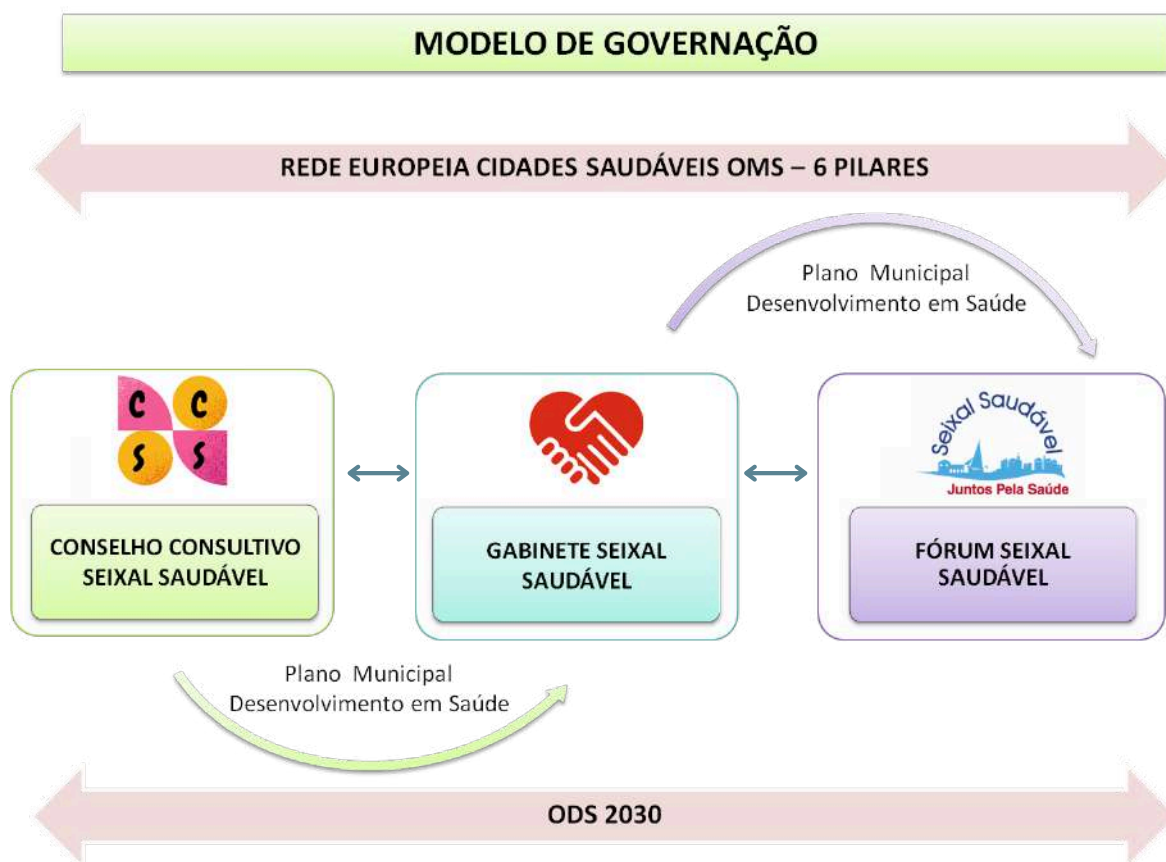 MODELO DE GOVERNAÇÃO
REDE EUROPEIA CIDADES SAUDÁVEIS OMS – 6 PILARES
Plano Municipal
Desenvolvimento em Saúde
C C
S S
CONSELHO CONSULTIVO
SEIXAL SAUDÁVEL
GABINETE SEIXAL
SAUDÁVEL
Seixal Saudável
Juntos Pela Saúde
FÓRUM SEIXAL
SAUDÁVEL
Plano Municipal
Desenvolvimento em Saúde
ODS 2030